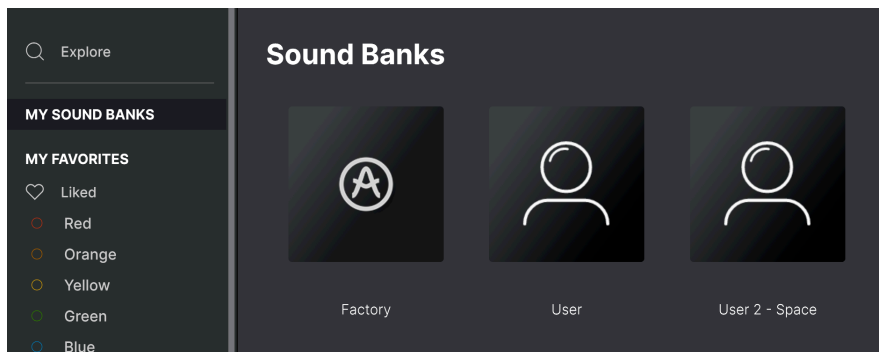 Explore
MY SOUND BANKS
MY FAVORITES
Liked
Red
Orange
Yellow
Green
Blue
Sound Banks
Factory
User
User 2 - Space